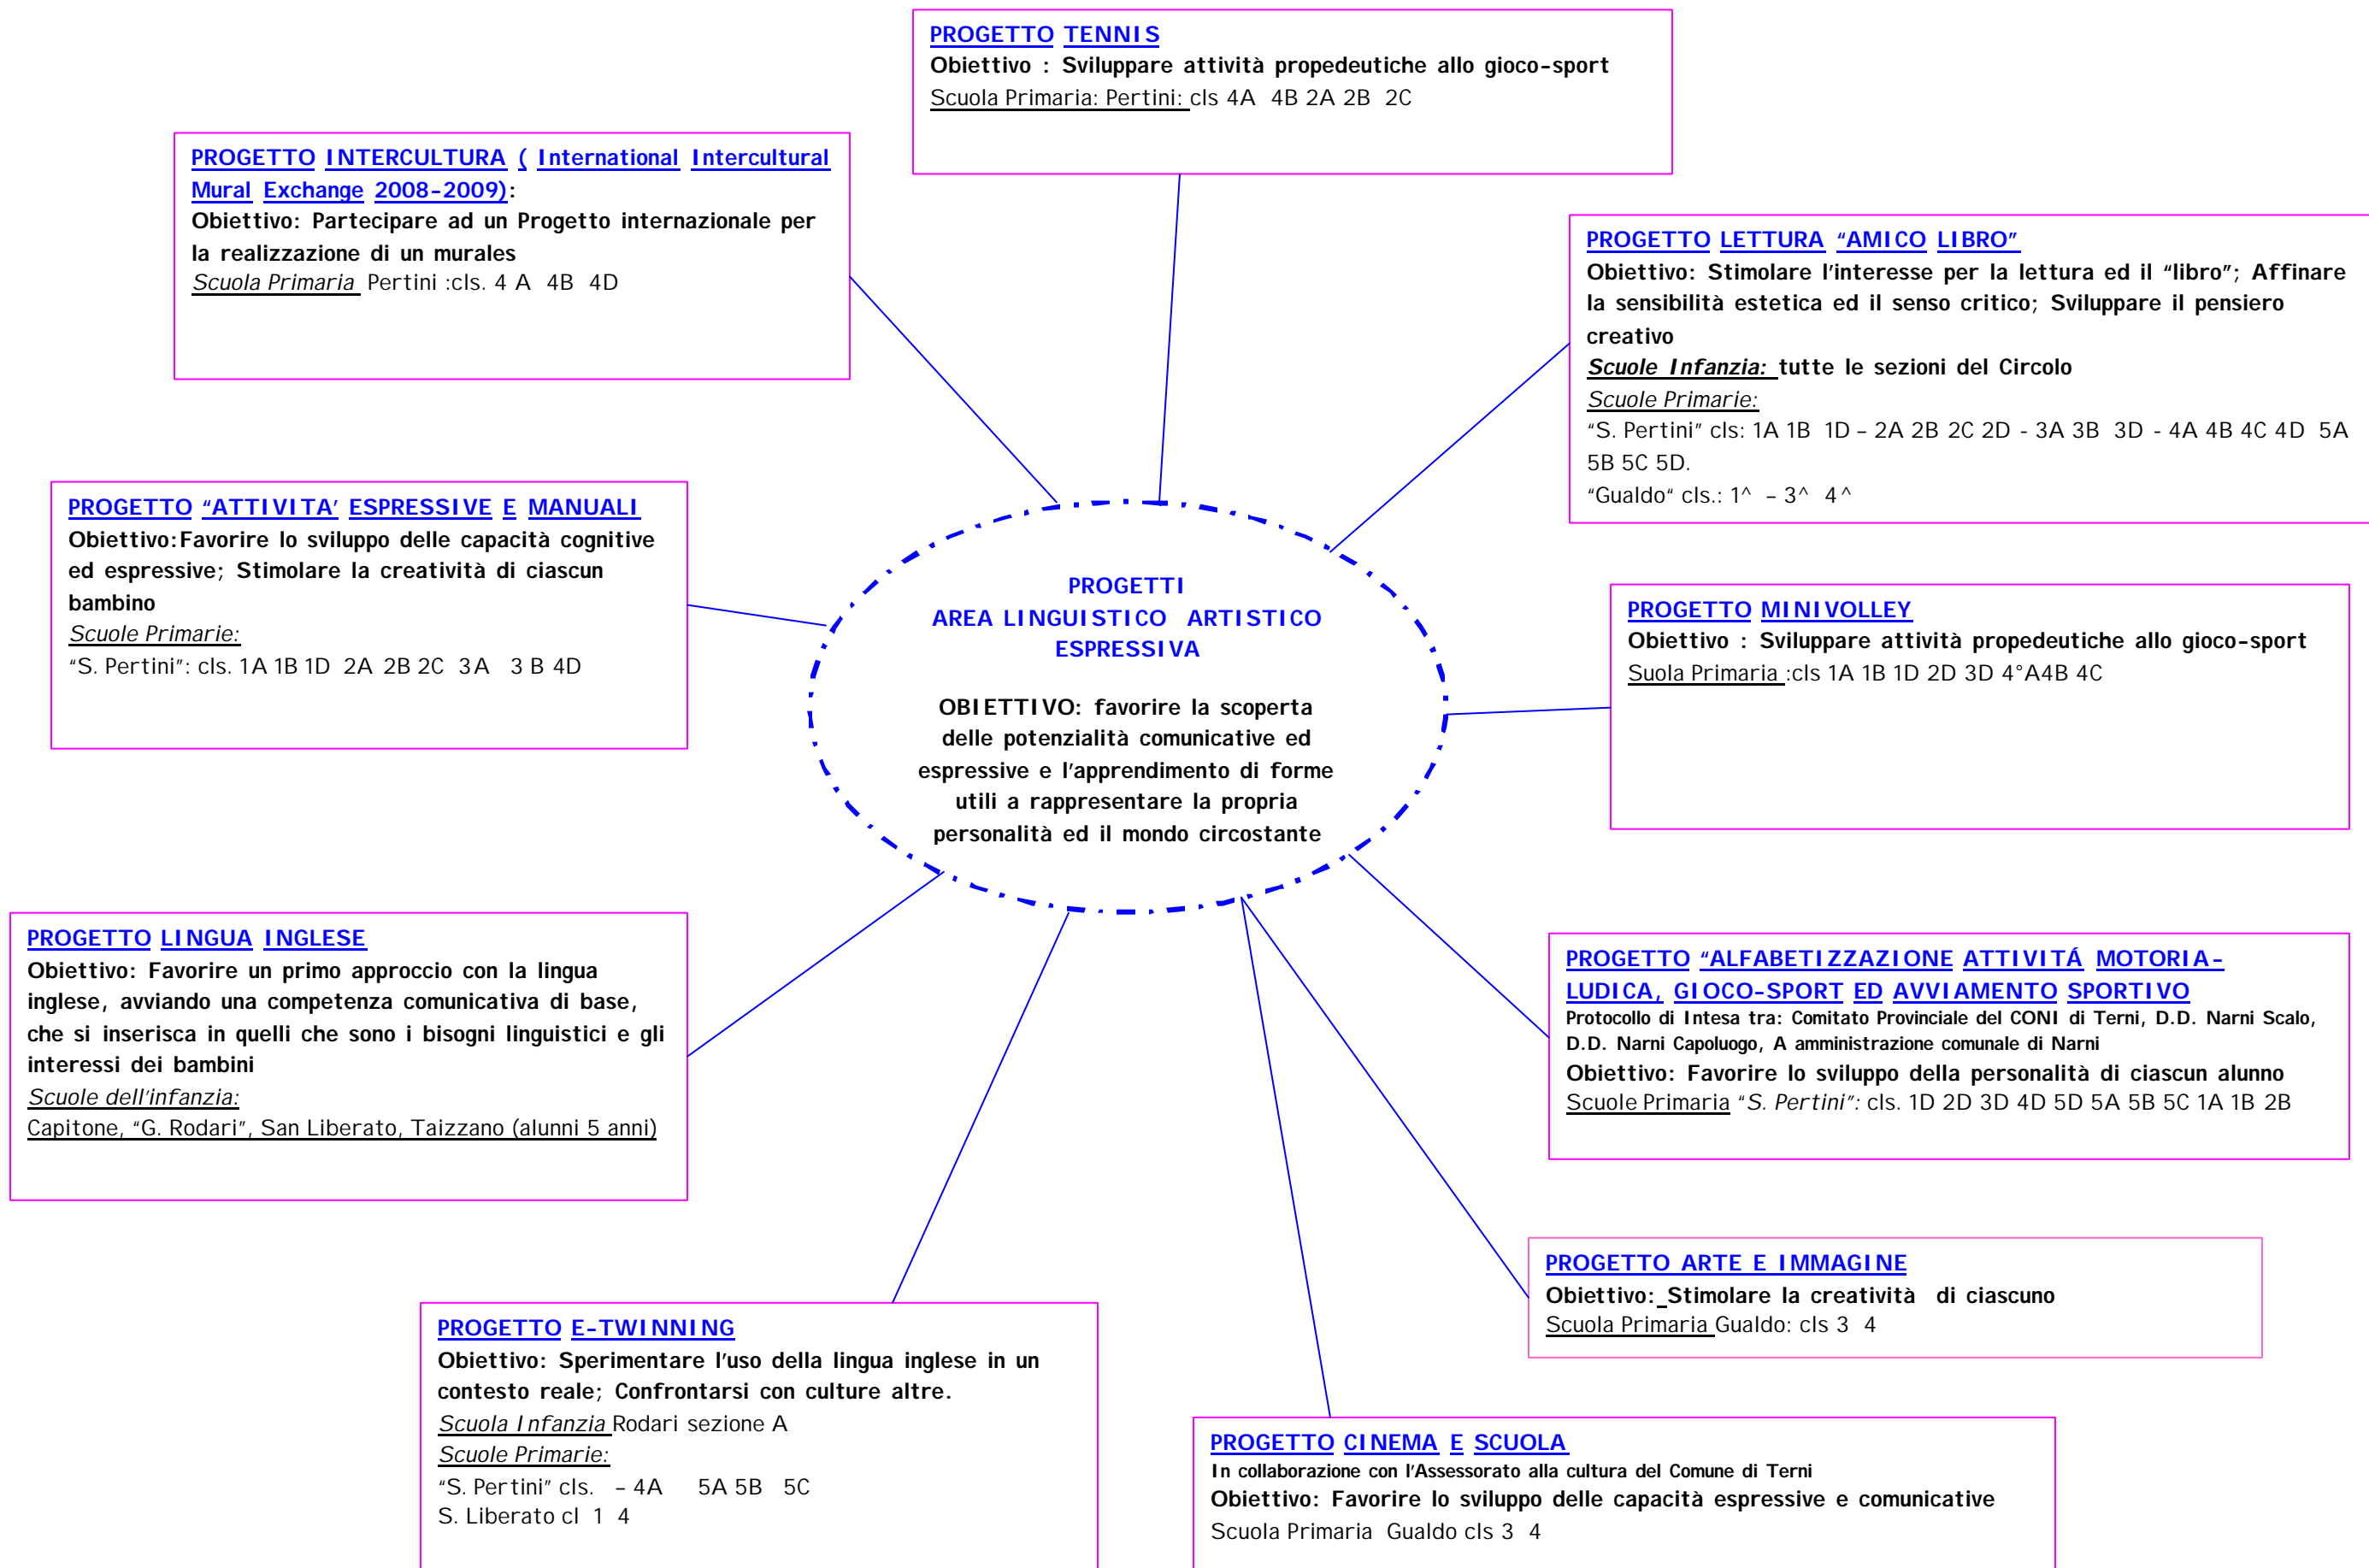 PROGETTO TENNIS
Obiettivo : Sviluppare attività propedeutiche allo gioco-sport
Scuola Primaria: Pertini: cls 4A 4B 2A 2B 2C
PROGETTO INTERCULTURA ( International Intercultural
Mural Exchange 2008-2009):
Obiettivo: Partecipare ad un Progetto internazionale per
la realizzazione di un murales
Scuola Primaria Pertini :cls. 4 A 4B 4D
PROGETTO LETTURA “AMICO LIBRO”
Obiettivo: Stimolare l'interesse per la lettura ed il “libro”; Affinare
la sensibilità estetica ed il senso critico; Sviluppare il pensiero
creativo
Scuole Infanzia: tutte le sezioni del Circolo
Scuole Primarie:
“S. Pertini” cls: 1A 1B 1D – 2A 2B 2C 2D - 3A 3B 3D - 4A 4B 4C 4D 5A
5B 5C 5D.
“Gualdo“ cls.: 1^ – 3^ 4^
PROGETTO “ATTIVITA' ESPRESSIVE E MANUALI
Obiettivo:Favorire lo sviluppo delle capacità cognitive
ed espressive; Stimolare la creatività di ciascun
bambino
Scuole Primarie:
“S. Pertini”: cls. 1A 1B 1D 2A 2B 2C 3A 3 B 4D
PROGETTI
AREA LINGUISTICO ARTISTICO
ESPRESSIVA
OBIETTIVO: favorire la scoperta
delle potenzialità comunicative ed
espressive e l'apprendimento di forme
utili a rappresentare la propria
personalità ed il mondo circostante
PROGETTO MINIVOLLEY
Obiettivo : Sviluppare attività propedeutiche allo gioco-sport
Suola Primaria :cls 1A 1B 1D 2D 3D 4°A4B 4C
PROGETTO LINGUA INGLESE
Obiettivo: Favorire un primo approccio con la lingua
inglese, avviando una competenza comunicativa di base,
che si inserisca in quelli che sono i bisogni linguistici e gli
interessi dei bambini
Scuole dell'infanzia:
Capitone, “G. Rodari”, San Liberato, Taizzano (alunni 5 anni)
PROGETTO “ALFABETIZZAZIONE ATTIVITÁ MOTORIA-
LUDICA, GIOCO-SPORT ED AVVIAMENTO SPORTIVO
Protocollo di Intesa tra: Comitato Provinciale del CONI di Terni, D.D. Narni Scalo,
D.D. Narni Capoluogo, A amministrazione comunale di Narni
Obiettivo: Favorire lo sviluppo della personalità di ciascun alunno
Scuole Primaria “S. Pertini”: cls. 1D 2D 3D 4D 5D 5A 5B 5C 1A 1B 2B
PROGETTO ARTE E IMMAGINE
Obiettivo: Stimolare la creatività di ciascuno
Scuola Primaria Gualdo: cls 3 4
PROGETTO E-TWINNING
Obiettivo: Sperimentare l'uso della lingua inglese in un
contesto reale; Confrontarsi con culture altre.
Scuola Infanzia Rodari sezione A
Scuole Primarie:
“S. Pertini” cls. – 4A 5A 5B 5C
S. Liberato cl 1 4
PROGETTO CINEMA E SCUOLA
In collaborazione con l'Assessorato alla cultura del Comune di Terni
Obiettivo: Favorire lo sviluppo delle capacità espressive e comunicative
Scuola Primaria Gualdo cls 3 4